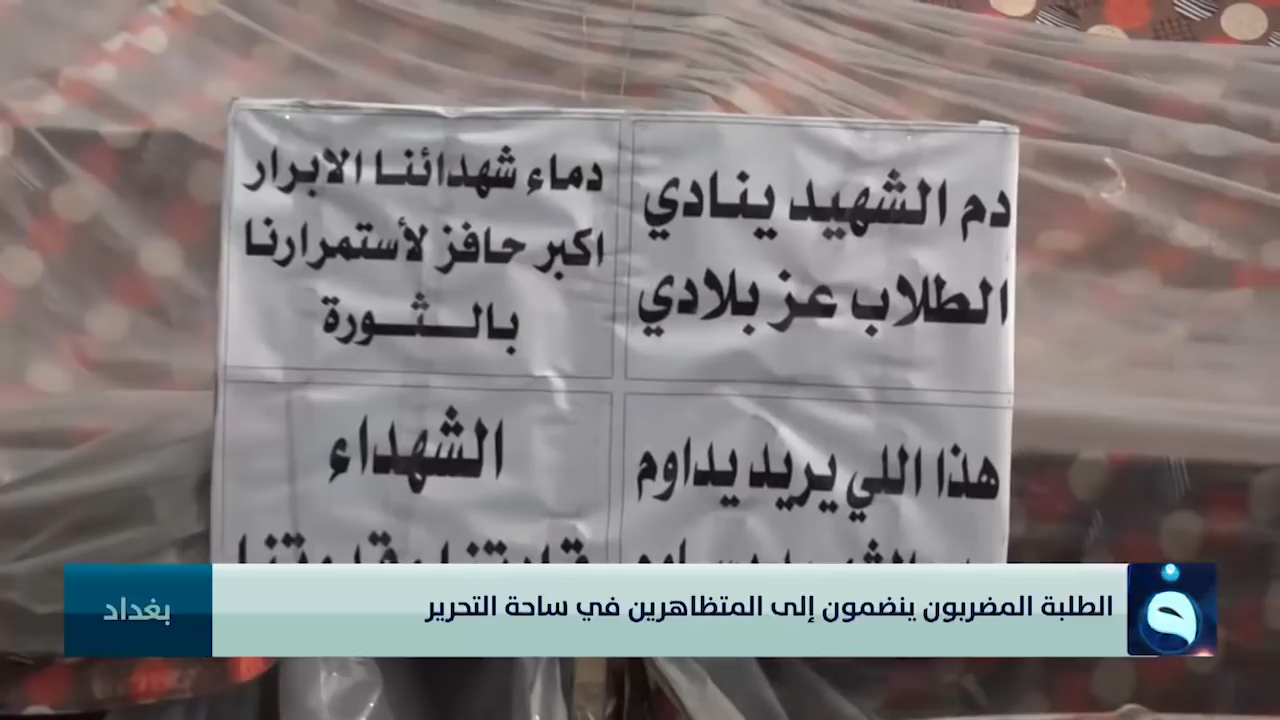 دم الشهيد ينادي
الطلاب عز بلادي
دماء شهدائنا الابرار
اكبر حافز لأستمرارنا
بالثورة
هذا اللي يريد يداوم
الشهداء
الطلبة المضربون ينضمون إلى المتظاهرين في ساحة التحرير
بغداد